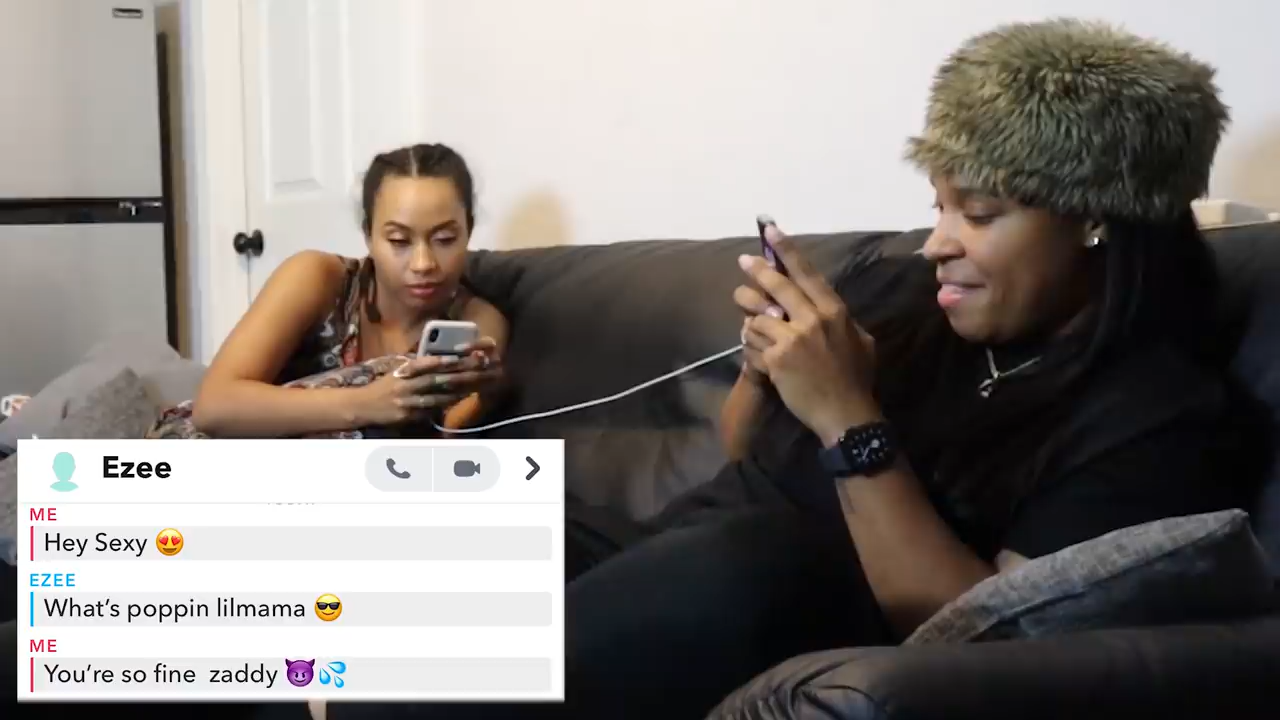 Ezee
ME
Hey Sexy 😍
EZEE
What's poppin lilmama 😎
ME
You're so fine zaddy 😈💦